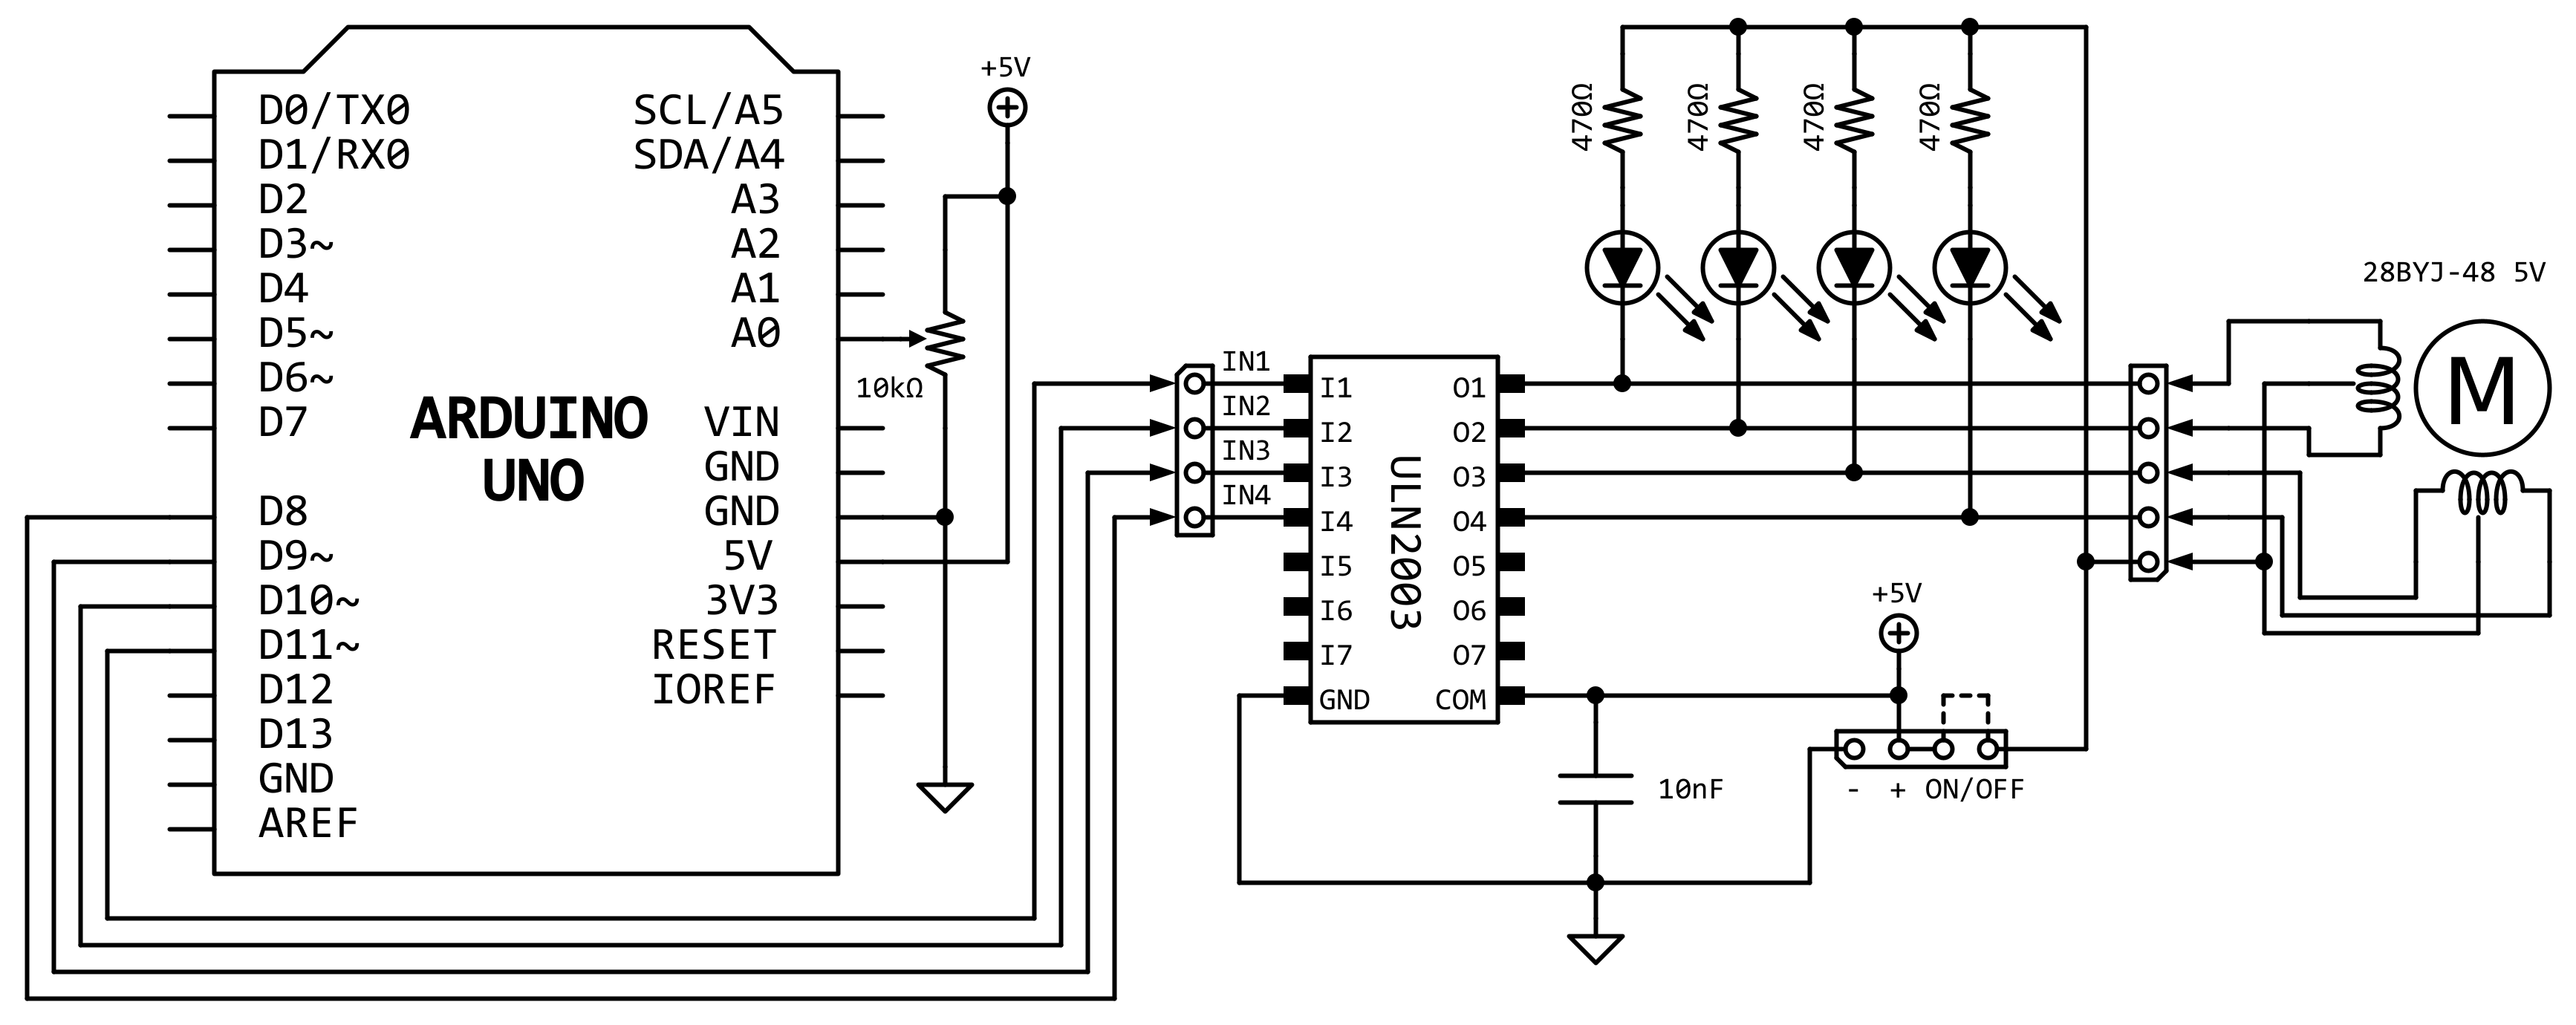 D0/TX0
D1/RX0
D2
D3~
D4
D5~
D6~
D7
D8
D9~
D10~
D11~
D12
D13
GND
AREF
ARDUINO
UNO
SCL/A5
SDA/A4
A3
A2
A1
A0
VIN
GND
GND
5V
3V3
RESET
IOREF
+5V
10kΩ
IN1
IN2
IN3
IN4
I1
I2
I3
I4
I5
I6
I7
GND
ULN2003
O1
O2
O3
O4
O5
O6
O7
COM
470Ω
470Ω
470Ω
470Ω
+5V
10nF
- + ON/OFF
28BYJ-48 5V
M